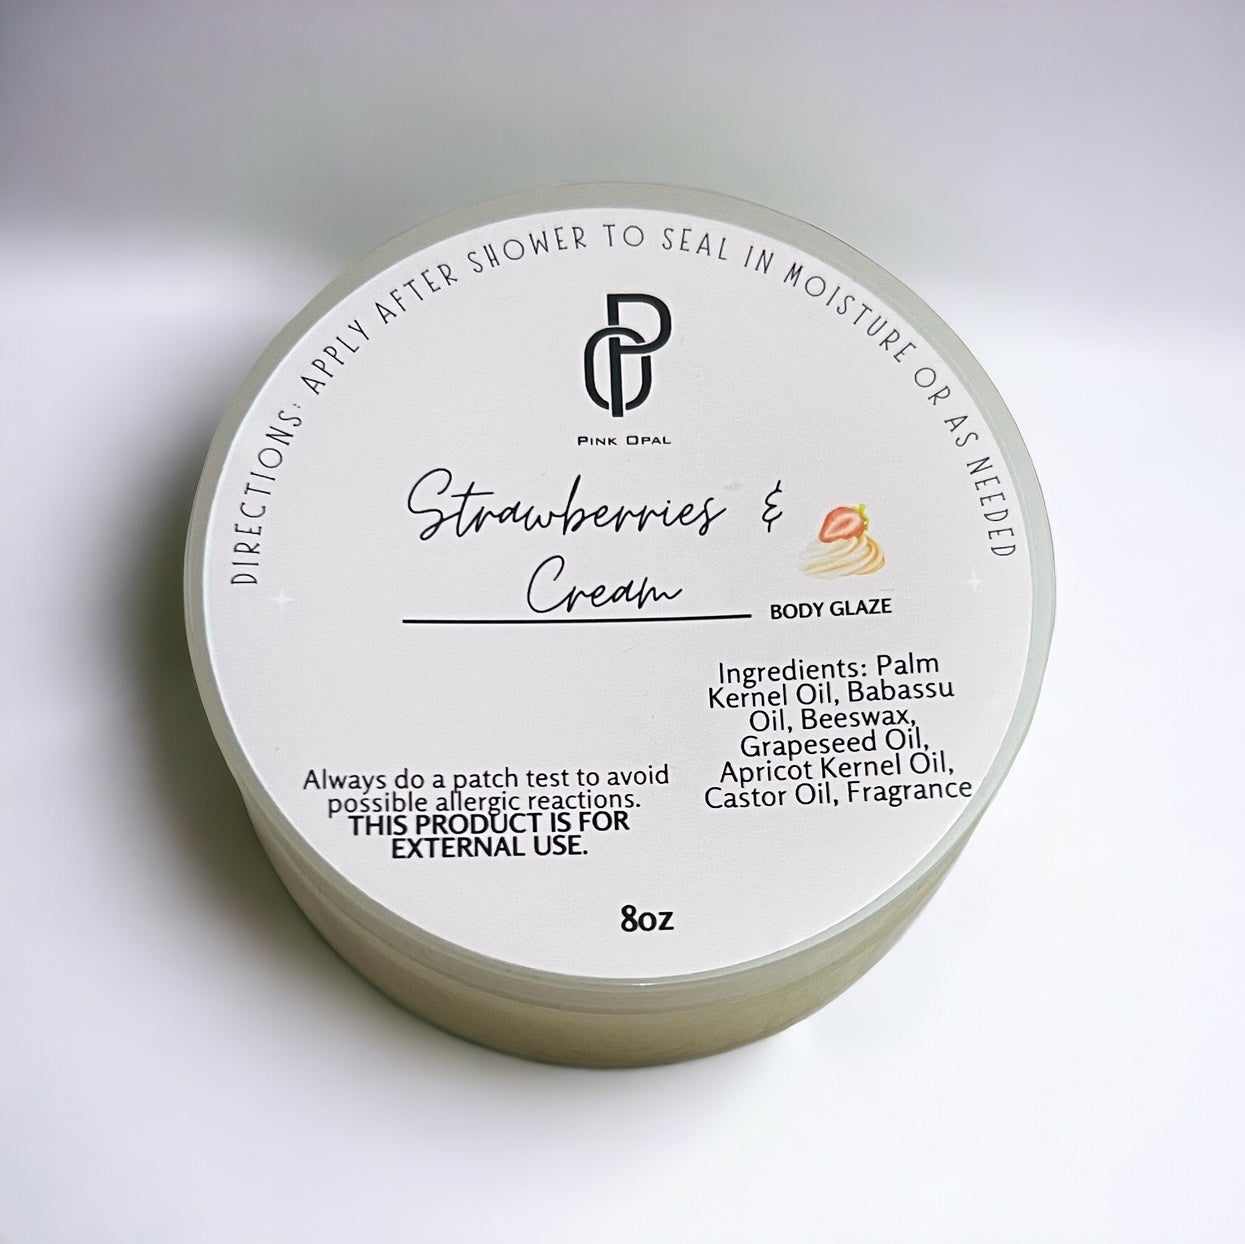 DIRECTIONS: APPLY AFTER SHOWER TO SEAL IN MOISTURE OR AS NEEDED
PINK OPAL
Strawberries &
Cream
BODY GLAZE
Ingredients: Palm
Kernel Oil, Babassu
Oil, Beeswax,
Grapeseed Oil,
Apricot Kernel Oil,
Castor Oil, Fragrance
Always do a patch test to avoid
possible allergic reactions.
THIS PRODUCT IS FOR
EXTERNAL USE.
8oz